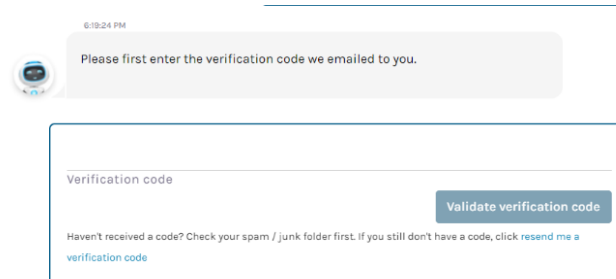 6:19:24 PM
Please first enter the verification code we emailed to you.
Verification code
Validate verification code
Haven't received a code? Check your spam / junk folder first. If you still don't have a code, click resend me a
verification code